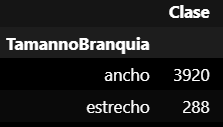 Clase
TamannoBranquia
ancho 3920
estrecho 288